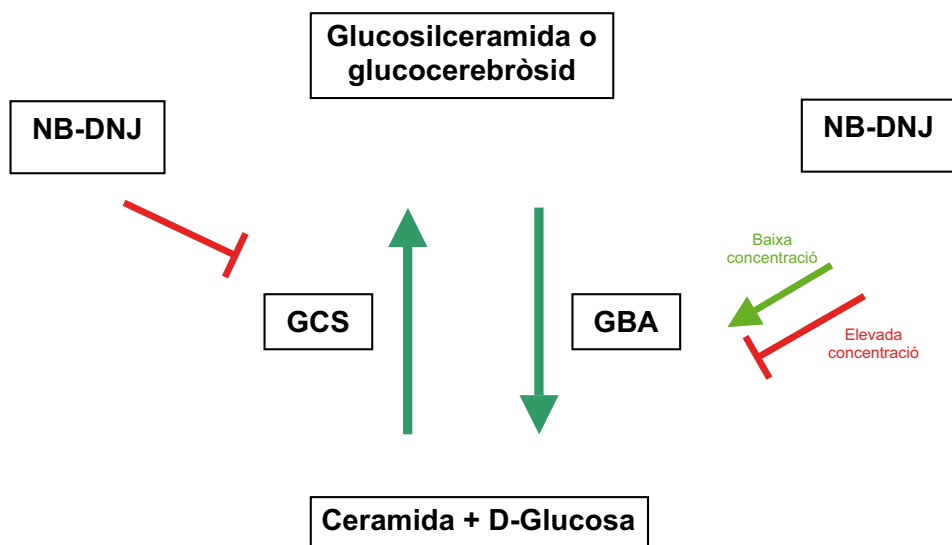 Glucosilceramida o
glucocerebròsid
NB-DNJ
NB-DNJ
Baixa
concentració
GCS
GBA
Elevada
concentració
Ceramida + D-Glucosa